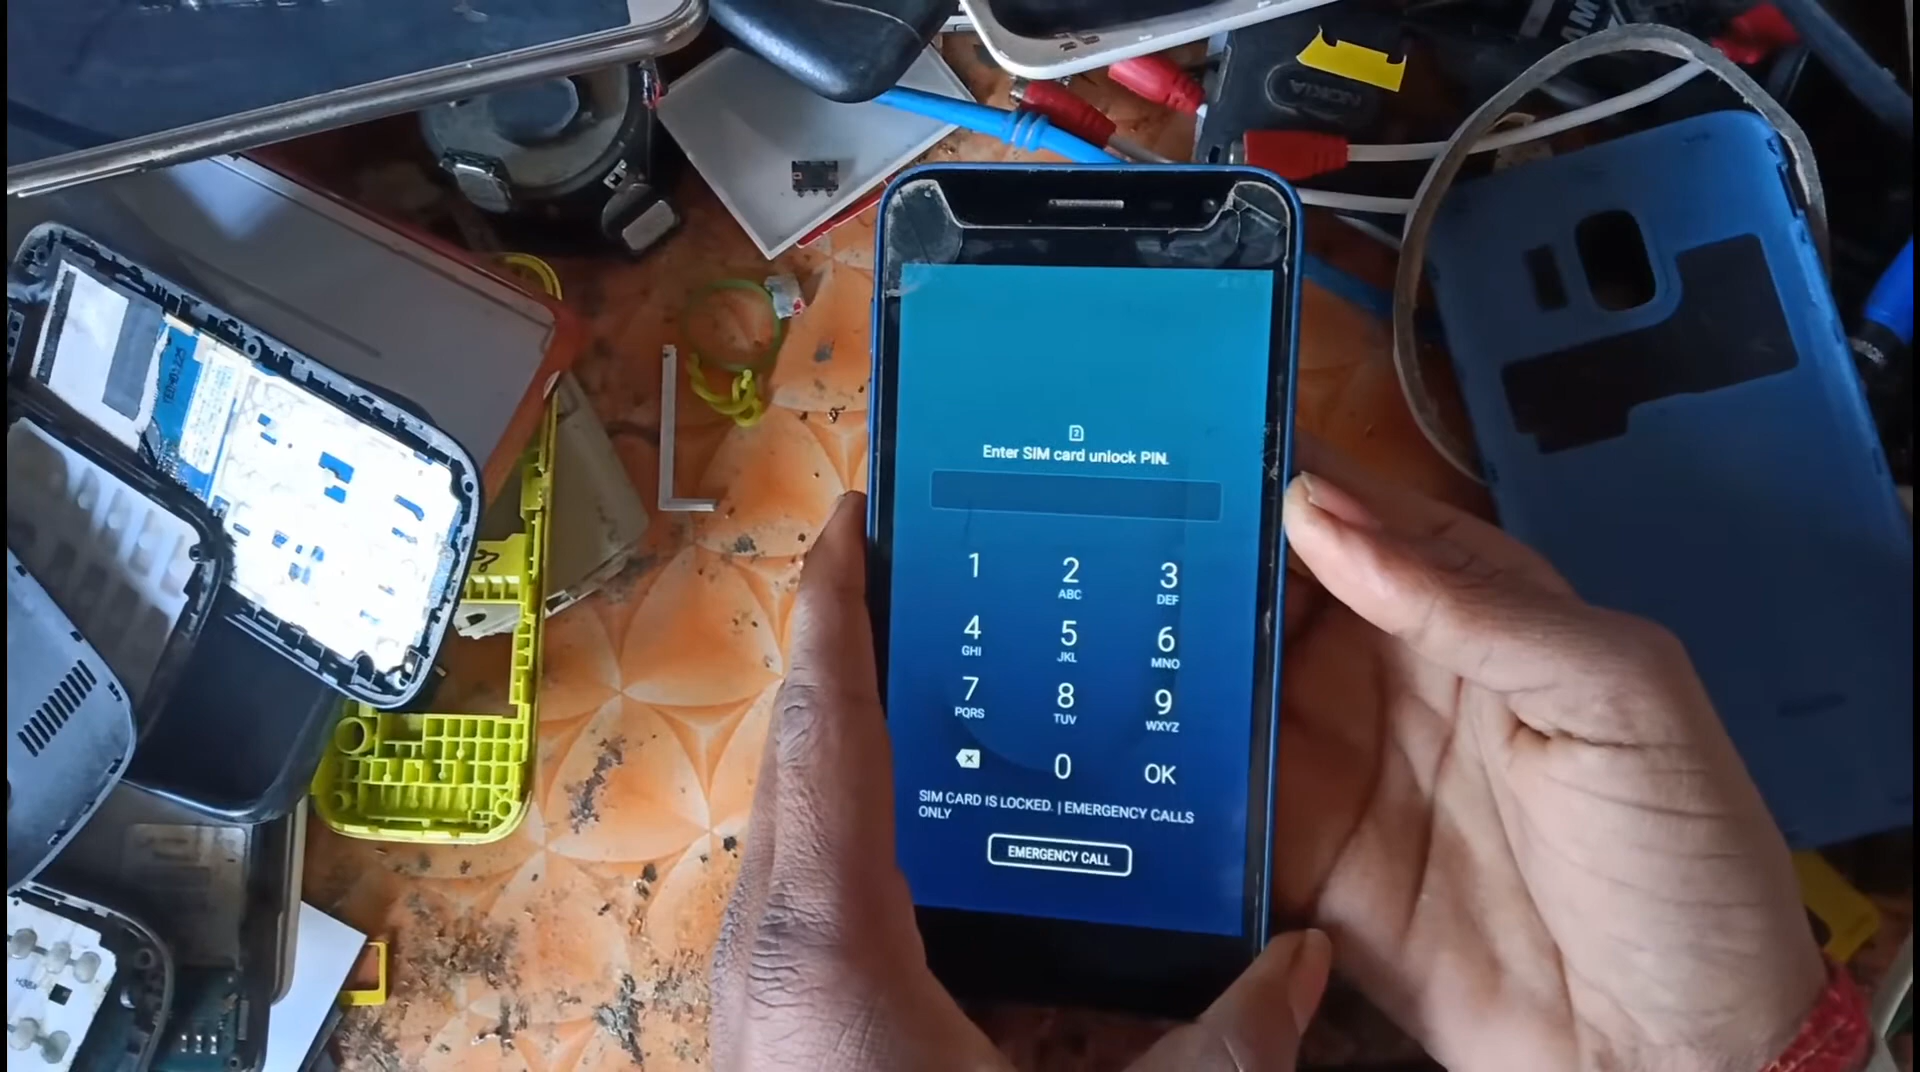 NOKIA
2
Enter SIM card unlock PIN.
1
2
ABC
3
DEF
4
GHI
5
JKL
6
MNO
7
PQRS
8
TUV
9
WXYZ
0
OK
SIM CARD IS LOCKED. | EMERGENCY CALLS
ONLY
EMERGENCY CALL